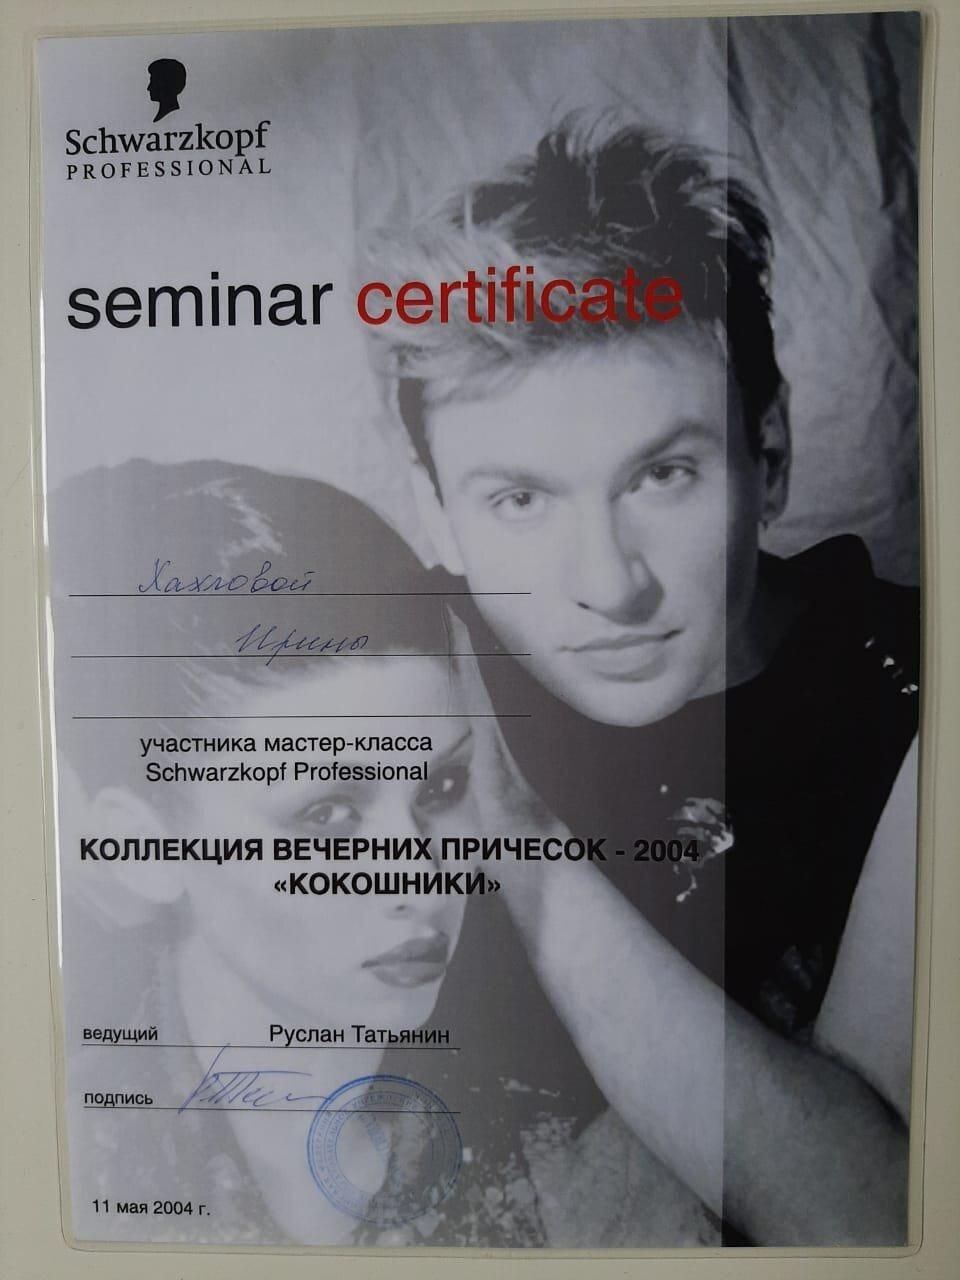 Schwarzkopf
PROFESSIONAL
seminar certificate
Хахловой
Ирины
участника мастер-класса
Schwarzkopf Professional
КОЛЛЕКЦИЯ ВЕЧЕРНИХ ПРИЧЕСОК - 2004
«КОКОШНИКИ»
ведущий Руслан Татьянин
подпись
11 мая 2004 г.